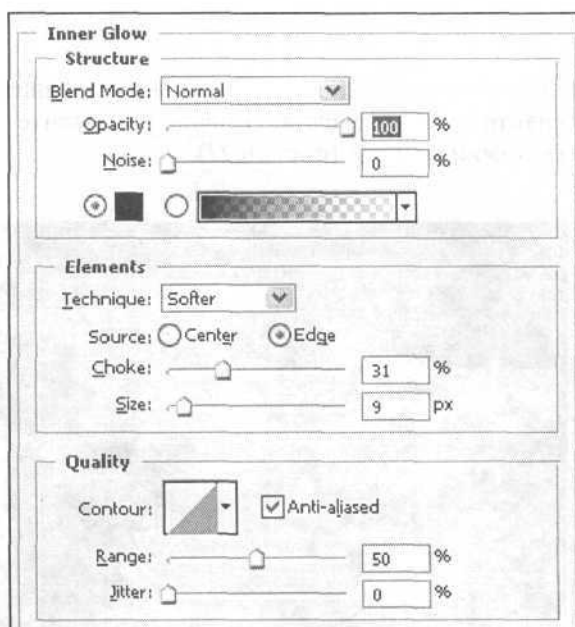 Inner Glow
Structure
Blend Mode: Normal
Opacity: 100 %
Noise: 0 %
Elements
Technique: Softer
Source: Center Edge
Choke: 31 %
Size: 9 px
Quality
Contour: Anti-aliased
Range: 50 %
Jitter: 0 %